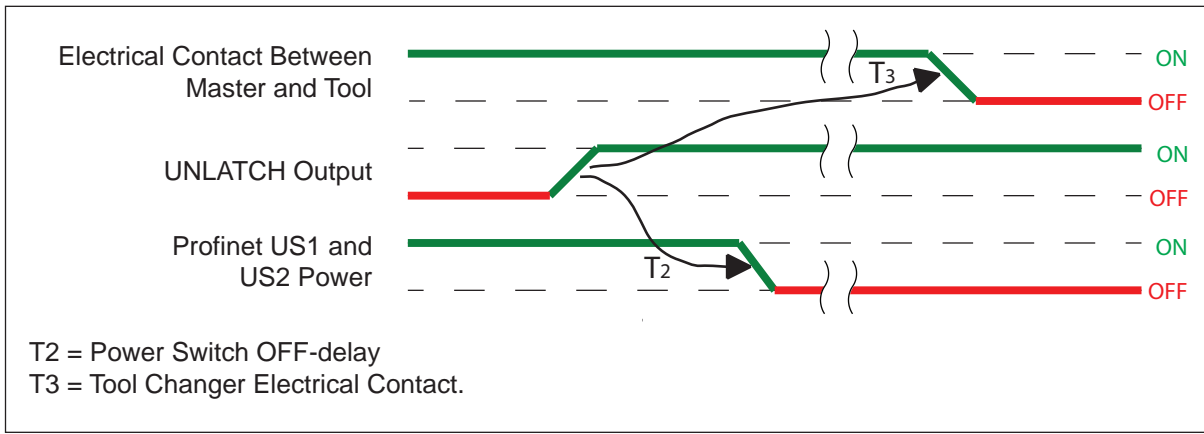 Electrical Contact Between
Master and Tool
T3
ON
OFF
UNLATCH Output
ON
OFF
Profinet US1 and
US2 Power
T2
ON
OFF
T2 = Power Switch OFF-delay
T3 = Tool Changer Electrical Contact.